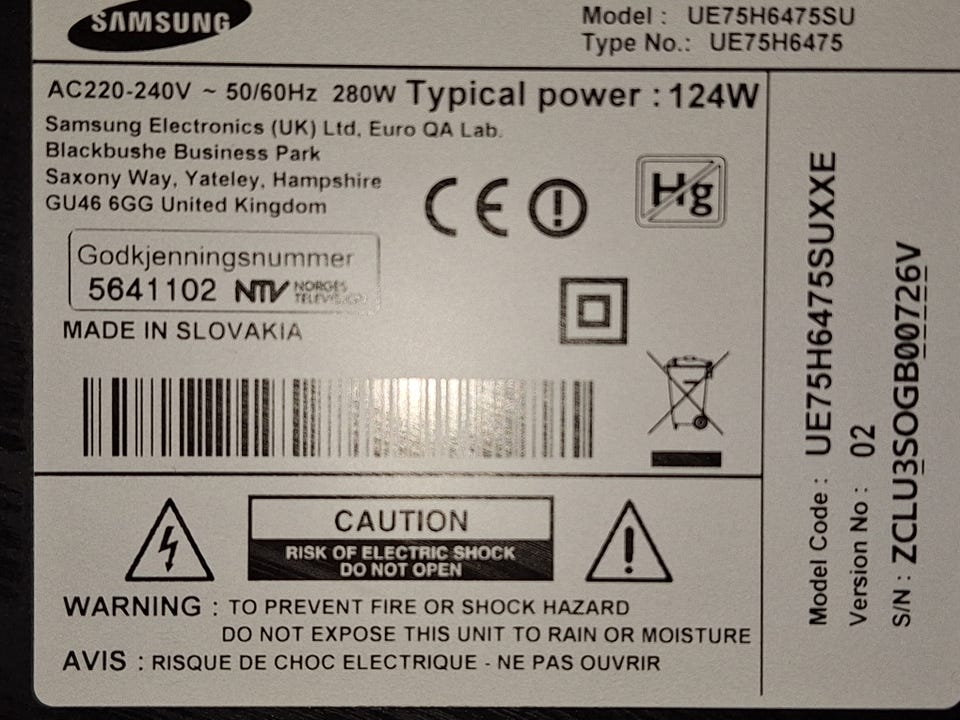 SAMSUNG
Model : UE75H6475SU
Type No.: UE75H6475
AC220-240V ~ 50/60Hz 280W Typical power : 124W
Samsung Electronics (UK) Ltd, Euro QA Lab.
Blackbushe Business Park
Saxony Way, Yateley, Hampshire
GU46 6GG United Kingdom
CE
Hg
Godkjenningsnummer
5641102 NTV NORGES
TELEVISJON
MADE IN SLOVAKIA
CAUTION
RISK OF ELECTRIC SHOCK
DO NOT OPEN
WARNING : TO PREVENT FIRE OR SHOCK HAZARD
DO NOT EXPOSE THIS UNIT TO RAIN OR MOISTURE
AVIS : RISQUE DE CHOC ELECTRIQUE - NE PAS OUVRIR
Model Code : UE75H6475SUXXE
Version No : 02
S/N : ZCLU3SOGB00726V